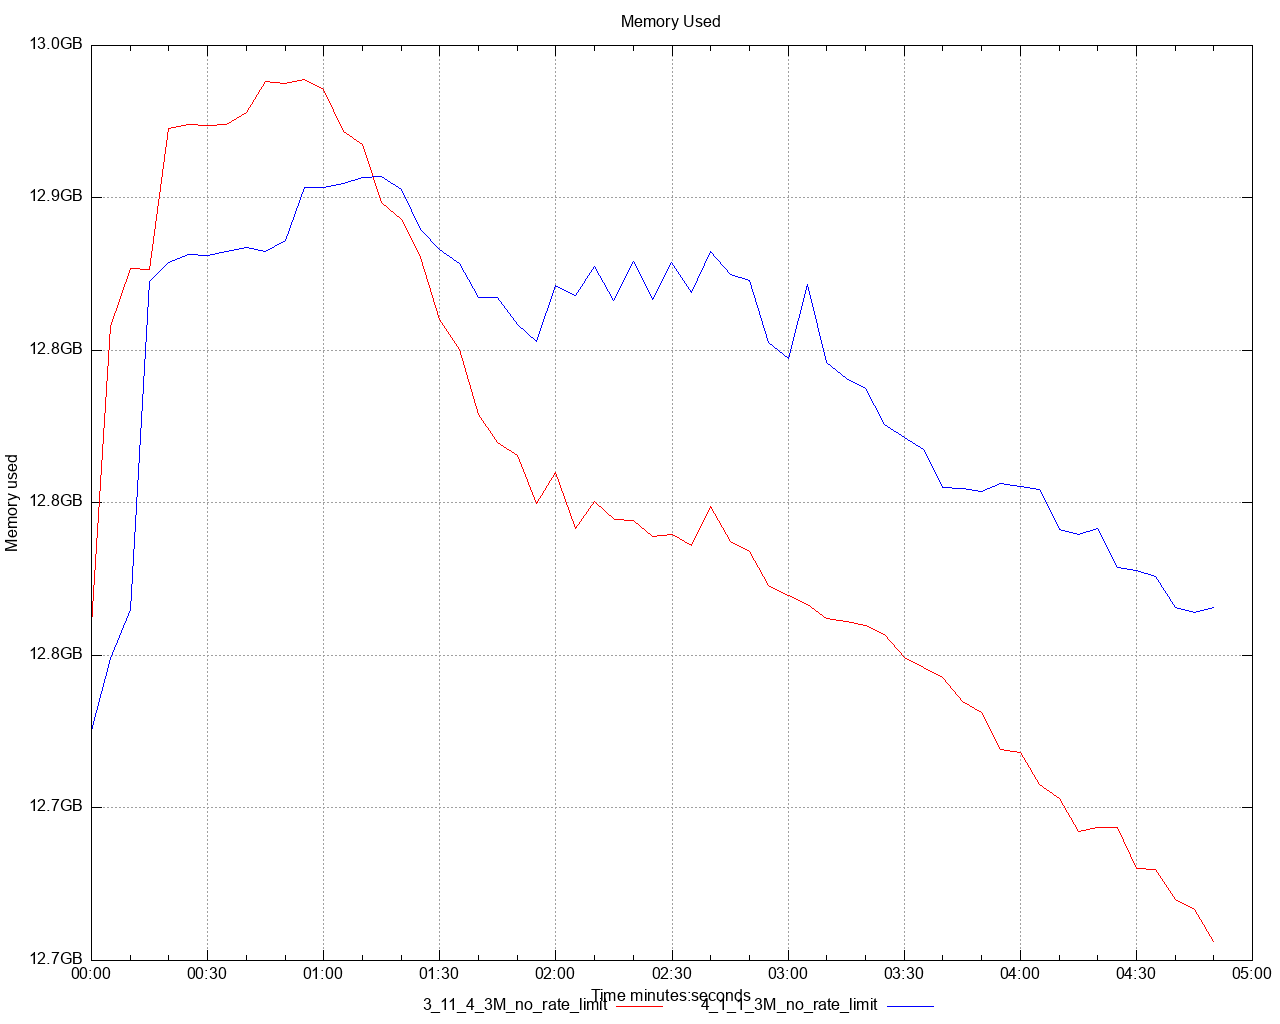 Memory Used
13.0GB
12.9GB
12.8GB
12.8GB
12.8GB
12.7GB
12.7GB
Memory used
00:00 00:30 01:00 01:30 02:00 02:30 03:00 03:30 04:00 04:30 05:00
Time minutes:seconds
3_11_4_3M_no_rate_limit 4_1_1_3M_no_rate_limit